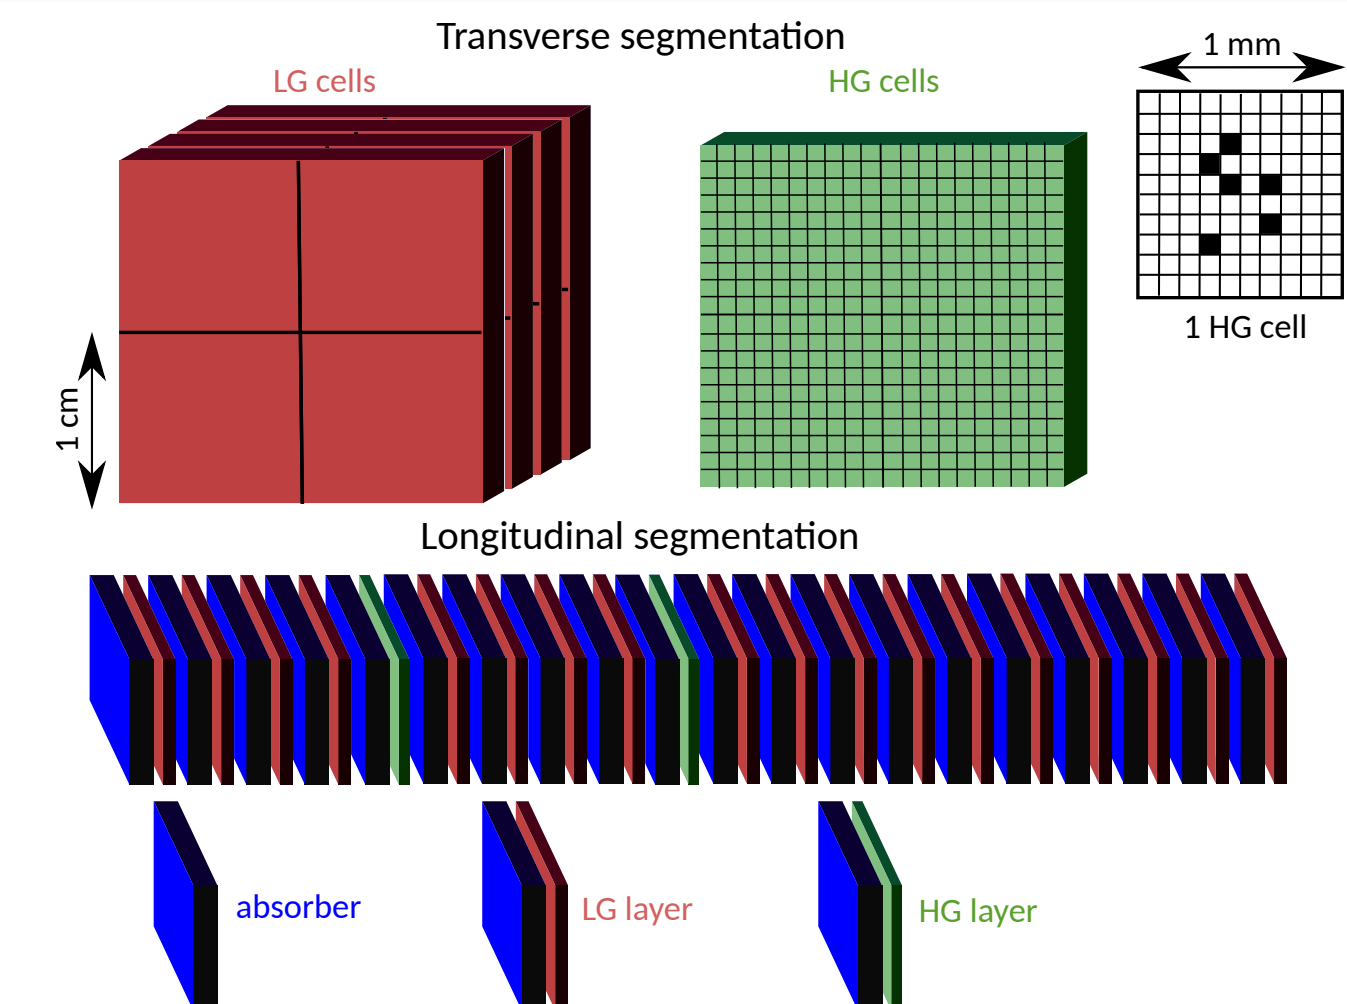 Transverse segmentation
LG cells
HG cells
1 mm
1 HG cell
1 cm
Longitudinal segmentation
absorber
LG layer
HG layer